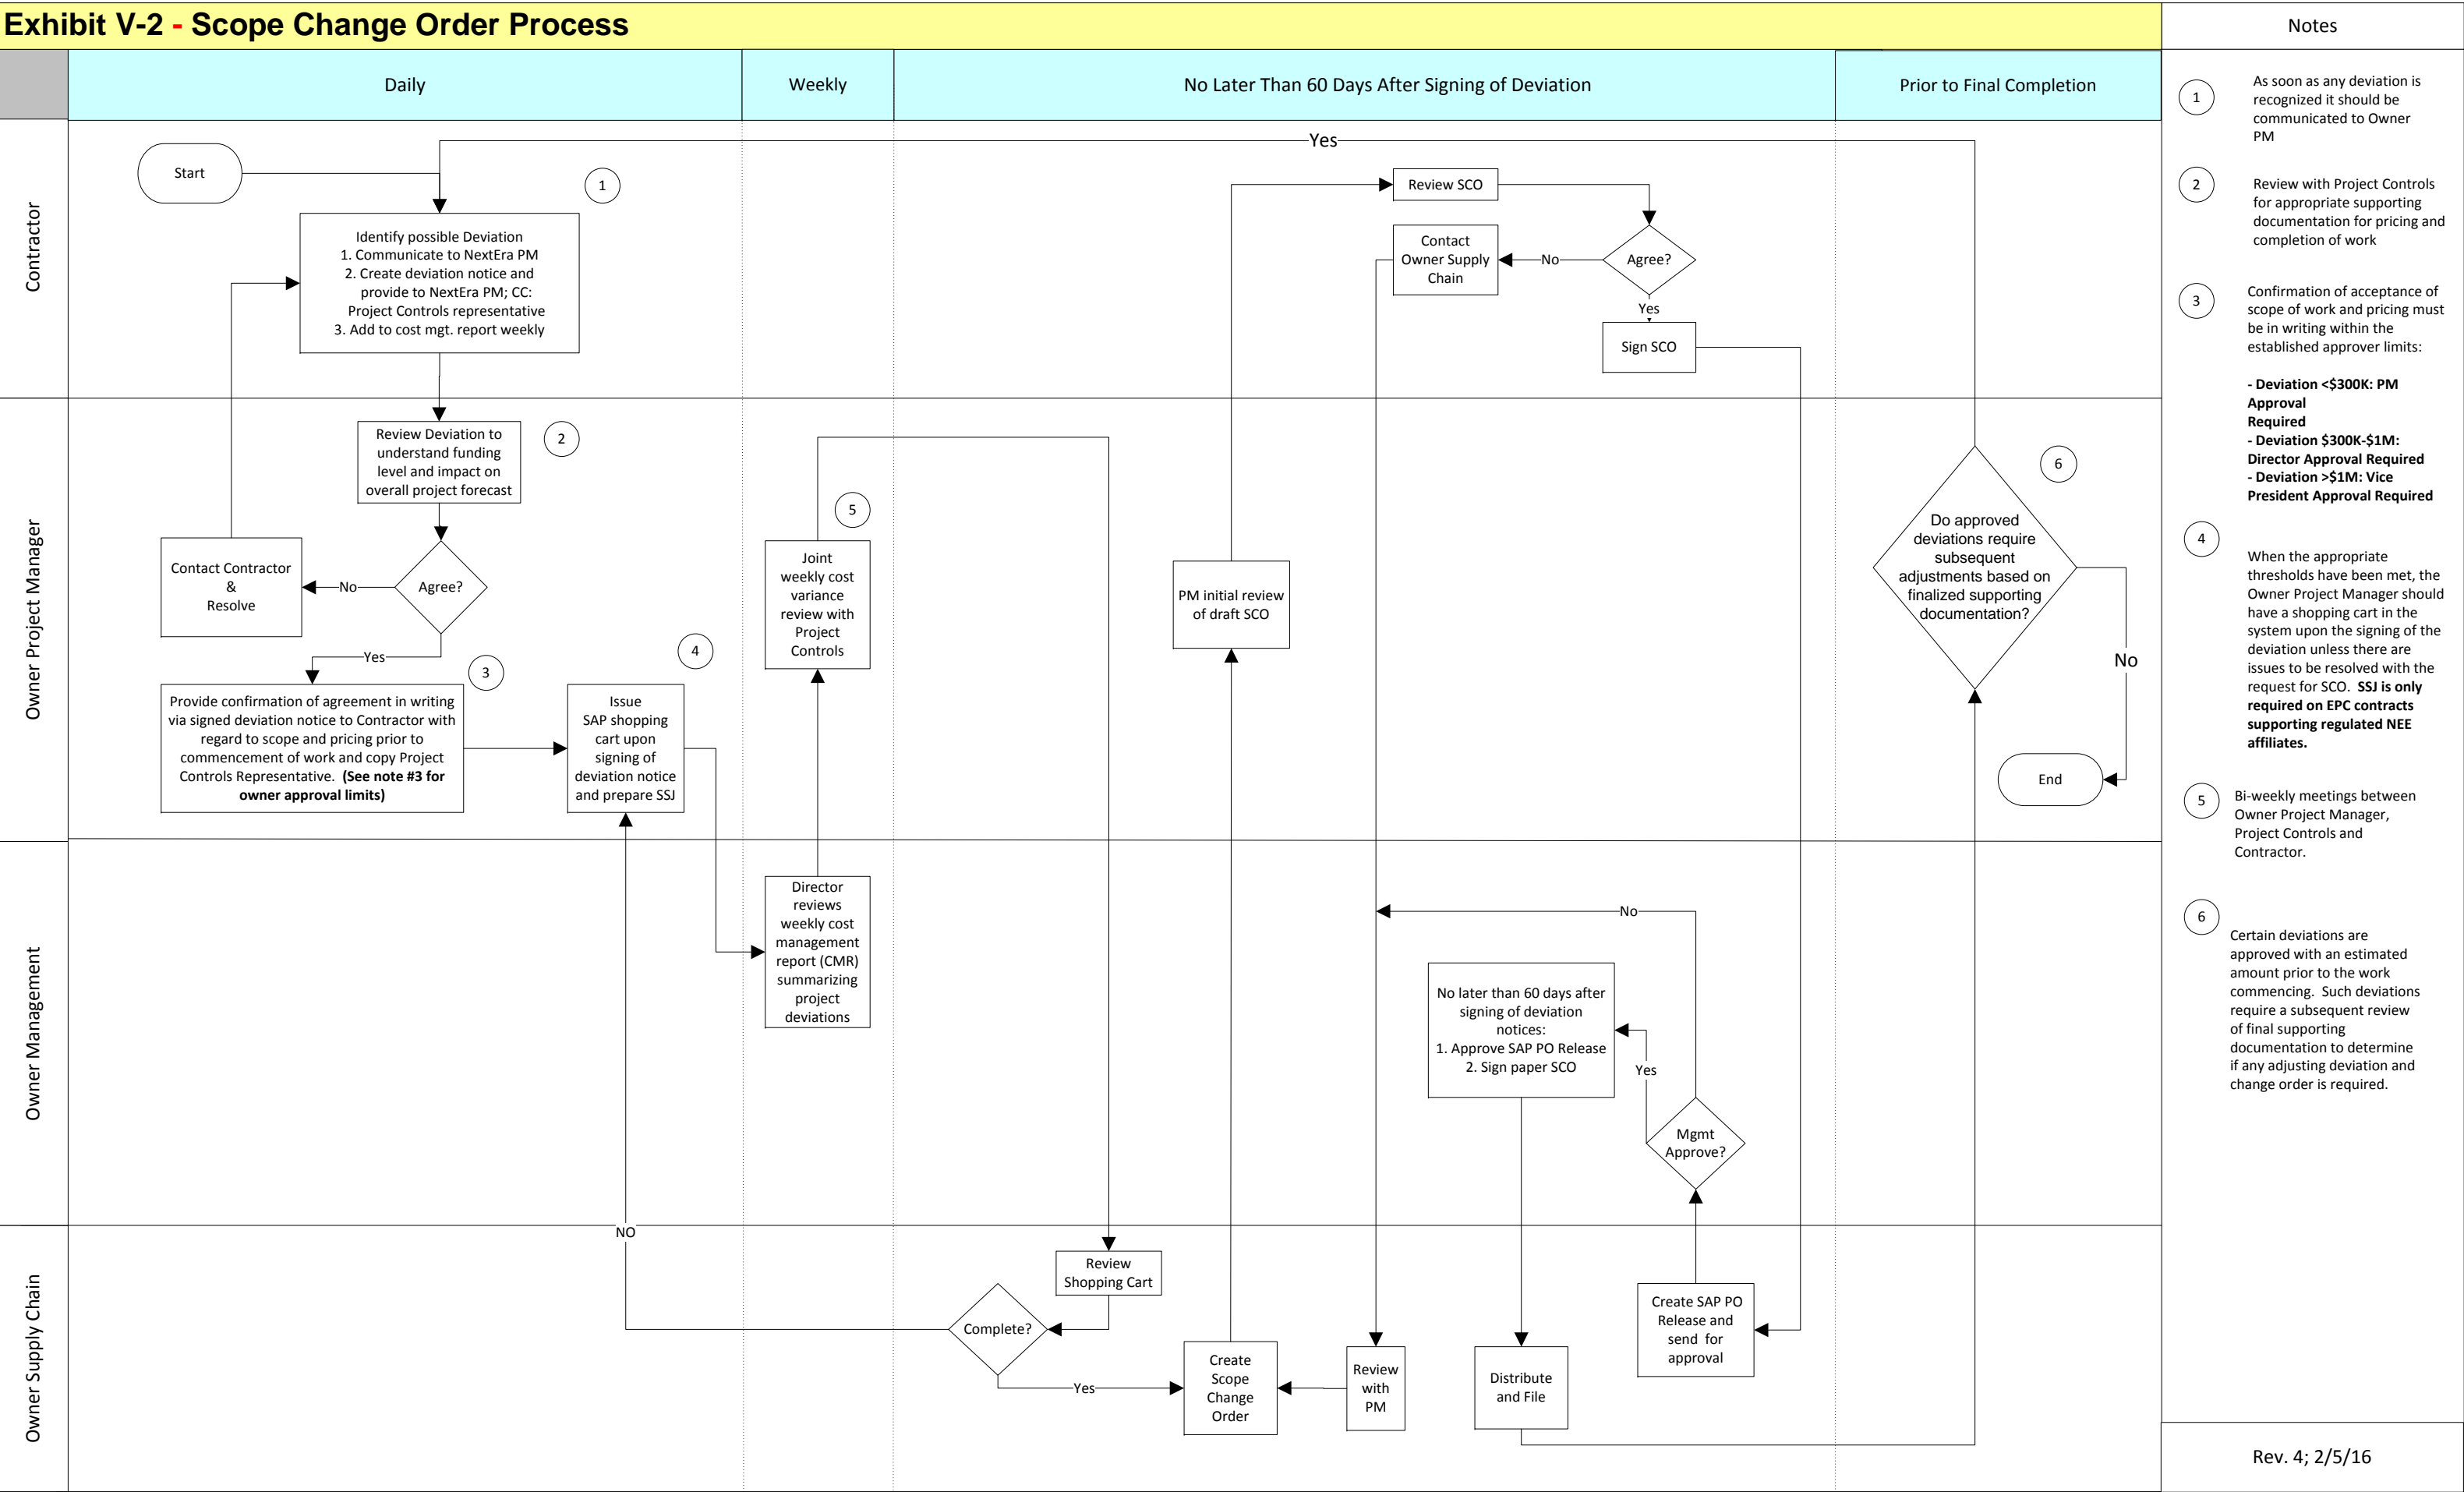 Exhibit V-2 - Scope Change Order Process
Notes
Daily
Weekly
No Later Than 60 Days After Signing of Deviation
Prior to Final Completion
Contractor
Start
1
Identify possible Deviation
1. Communicate to NextEra PM
2. Create deviation notice and
provide to NextEra PM; CC:
Project Controls representative
3. Add to cost mgt. report weekly
Yes
Review SCO
Contact
Owner Supply
Chain
No
Agree?
Yes
Sign SCO
Owner Project Manager
Review Deviation to
understand funding
level and impact on
overall project forecast
2
Contact Contractor
&
Resolve
No
Agree?
Yes
3
Provide confirmation of agreement in writing
via signed deviation notice to Contractor with
regard to scope and pricing prior to
commencement of work and copy Project
Controls Representative. (See note #3 for
owner approval limits)
4
Issue
SAP shopping
cart upon
signing of
deviation notice
and prepare SSJ
5
Joint
weekly cost
variance
review with
Project
Controls
PM initial review
of draft SCO
6
Do approved
deviations require
subsequent
adjustments based on
finalized supporting
documentation?
No
End
Owner Management
Director
reviews
weekly cost
management
report (CMR)
summarizing
project
deviations
No
No later than 60 days after
signing of deviation
notices:
1. Approve SAP PO Release
2. Sign paper SCO
Yes
Mgmt
Approve?
NO
Owner Supply Chain
Review
Shopping Cart
Complete?
Yes
Create
Scope
Change
Order
Review
with
PM
Distribute
and File
Create SAP PO
Release and
send for
approval
1
As soon as any deviation is
recognized it should be
communicated to Owner
PM
2
Review with Project Controls
for appropriate supporting
documentation for pricing and
completion of work
3
Confirmation of acceptance of
scope of work and pricing must
be in writing within the
established approver limits:
- Deviation <$300K: PM
Approval
Required
- Deviation $300K-$1M:
Director Approval Required
- Deviation >$1M: Vice
President Approval Required
4
When the appropriate
thresholds have been met, the
Owner Project Manager should
have a shopping cart in the
system upon the signing of the
deviation unless there are
issues to be resolved with the
request for SCO. SSJ is only
required on EPC contracts
supporting regulated NEE
affiliates.
5
Bi-weekly meetings between
Owner Project Manager,
Project Controls and
Contractor.
6
Certain deviations are
approved with an estimated
amount prior to the work
commencing. Such deviations
require a subsequent review
of final supporting
documentation to determine
if any adjusting deviation and
change order is required.
Rev. 4; 2/5/16